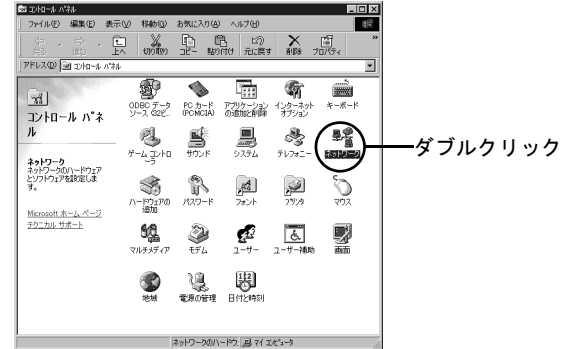 コントロール パネル
ファイル(F) 編集(E) 表示(V) 移動(G) お気に入り(A) ヘルプ(H)
戻る 進む 上へ 切り取り コピー 貼り付け 元に戻す 削除 プロパティ »
アドレス(D) コントロール パネル
コントロール パネ
ル
ネットワーク
ネットワークのハードウェア
とソフトウェアを設定しま
す。
Microsoft ホーム ページ
テクニカル サポート
ODBC データ
ソース (32ビ...
PC カード
(PCMCIA)
アプリケーション
の追加と削除
インターネット
オプション
キーボード
ゲーム コントロ
ーラ
サウンド
システム
テレフォニー
ネットワーク
ダブルクリック
ハードウェアの
追加
パスワード
フォント
プリンタ
マウス
マルチメディア
モデム
ユーザー
ユーザー補助
画面
地域
電源の管理
日付と時刻
ネットワークのハードウ:
マイ コンピュータ